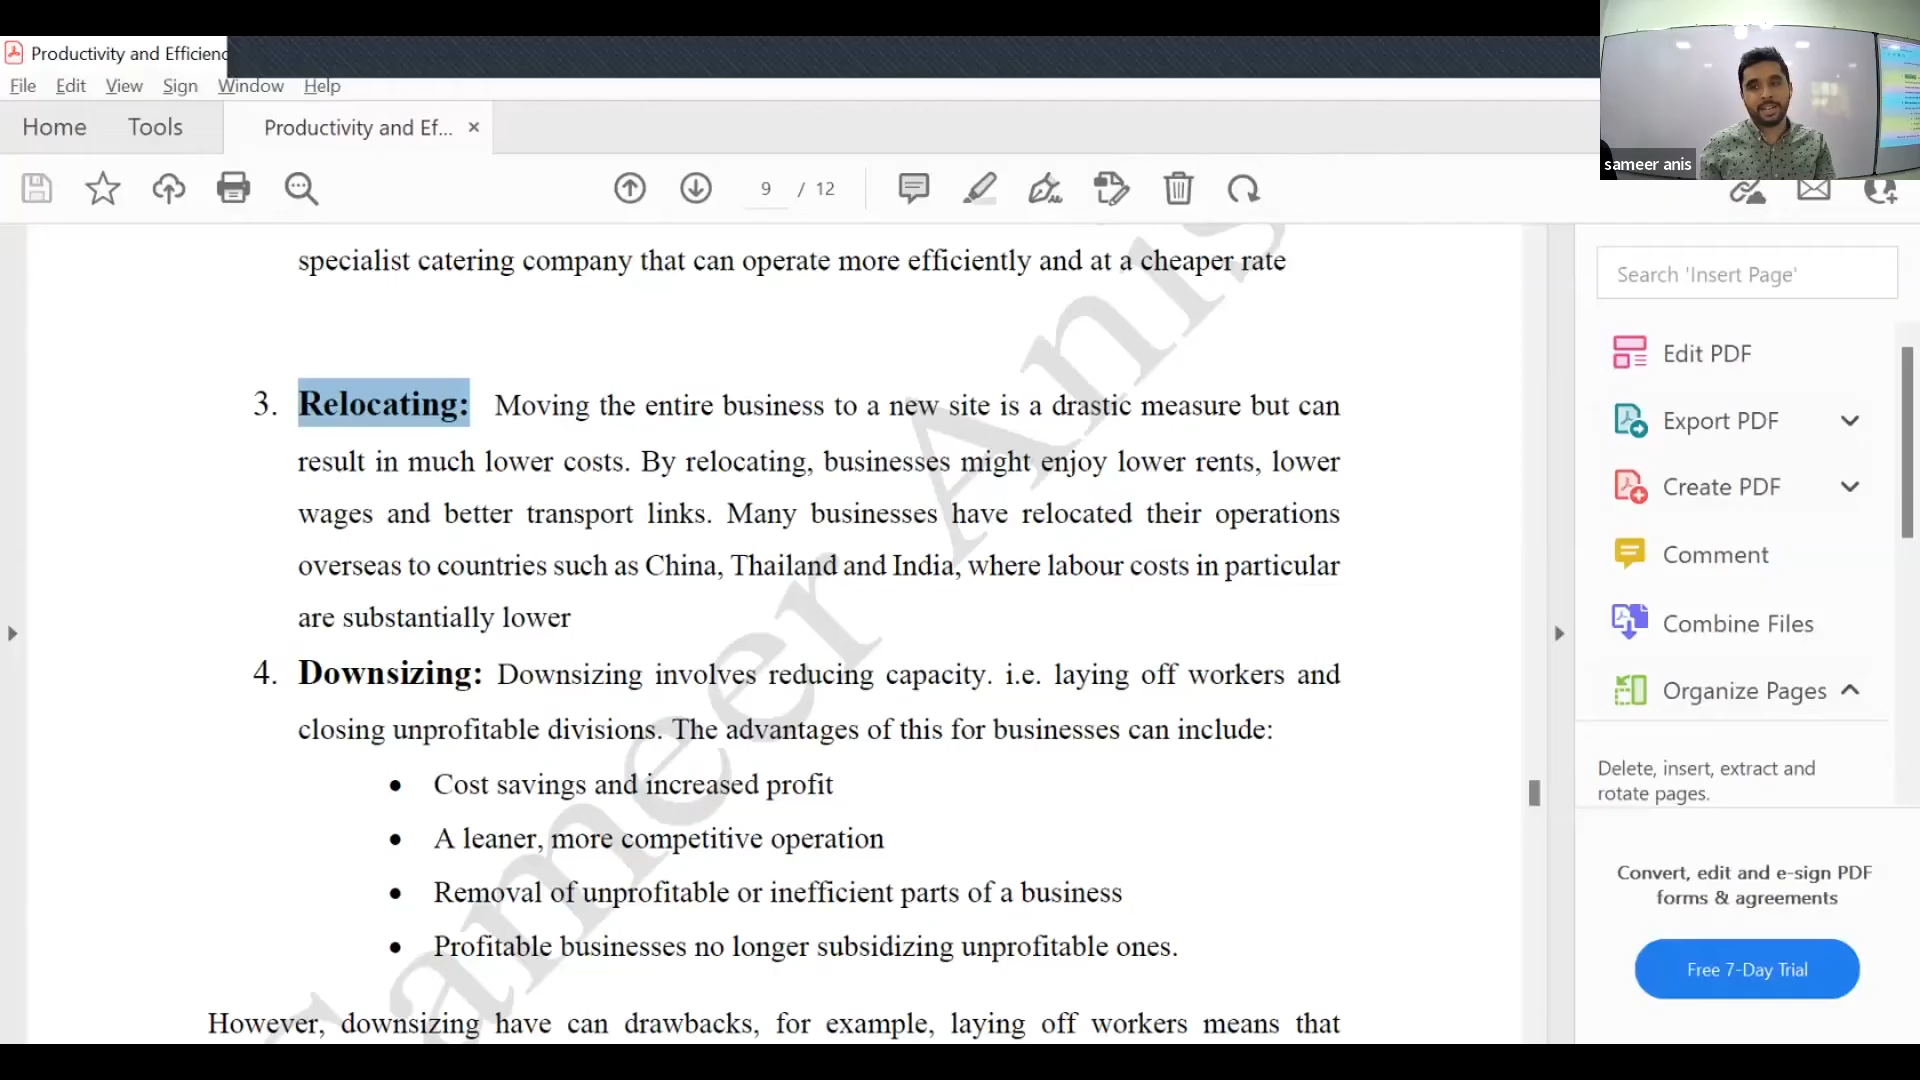 Productivity and Efficienc
sameer anis
File Edit View Sign Window Help
Home Tools Productivity and Ef... ×
9 / 12
specialist catering company that can operate more efficiently and at a cheaper rate
3. Relocating: Moving the entire business to a new site is a drastic measure but can
result in much lower costs. By relocating, businesses might enjoy lower rents, lower
wages and better transport links. Many businesses have relocated their operations
overseas to countries such as China, Thailand and India, where labour costs in particular
are substantially lower
4. Downsizing: Downsizing involves reducing capacity. i.e. laying off workers and
closing unprofitable divisions. The advantages of this for businesses can include:
• Cost savings and increased profit
• A leaner, more competitive operation
• Removal of unprofitable or inefficient parts of a business
• Profitable businesses no longer subsidizing unprofitable ones.
However, downsizing have can drawbacks, for example, laying off workers means that
Sameer Anis
Search 'Insert Page'
Edit PDF
Export PDF
Create PDF
Comment
Combine Files
Organize Pages
Delete, insert, extract and
rotate pages.
Convert, edit and e-sign PDF
forms & agreements
Free 7-Day Trial